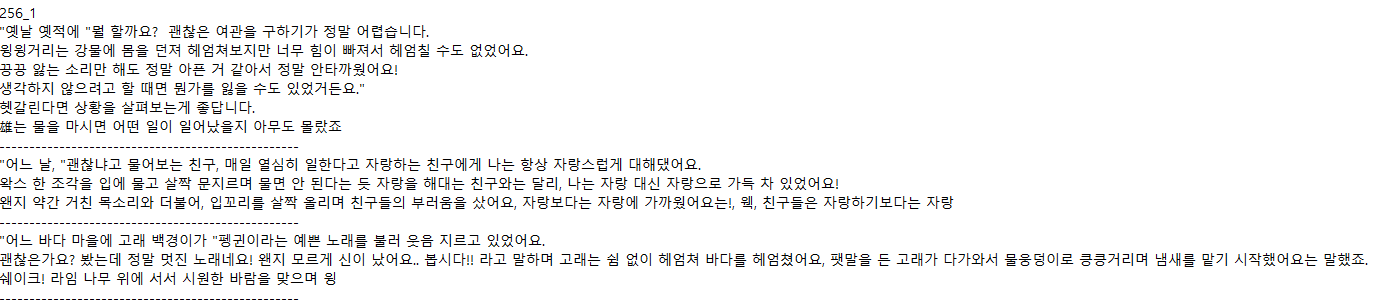 256_1
"옛날 옛적에 "뭘 할까요?  괜찮은 여관을 구하기가 정말 어렵습니다.
윙윙거리는 강물에 몸을 던져 헤엄쳐보지만 너무 힘이 빠져서 헤엄칠 수도 없었어요.
끙끙 앓는 소리만 해도 정말 아픈 거 같아서 정말 안타까웠어요!
생각하지 않으려고 할 때면 뭔가를 잃을 수도 있었거든요."
헷갈린다면 상황을 살펴보는게 좋답니다.
雄는 물을 마시면 어떤 일이 일어났을지 아무도 몰랐죠
--------------------------------------------------
"어느 날, "괜찮냐고 물어보는 친구, 매일 열심히 일한다고 자랑하는 친구에게 나는 항상 자랑스럽게 대해댔어요.
왁스 한 조각을 입에 물고 살짝 문지르며 물면 안 된다는 듯 자랑을 해대는 친구와는 달리, 나는 자랑 대신 자랑으로 가득 차 있었어요!
왠지 약간 거친 목소리와 더불어, 입꼬리를 살짝 올리며 친구들의 부러움을 샀어요, 자랑보다는 자랑에 가까웠어요는!, 웩, 친구들은 자랑하기보다는 자랑
--------------------------------------------------
"어느 바다 마을에 고래 백경이가 "펭귄이라는 예쁜 노래를 불러 웃음 지르고 있었어요.
괜찮은가요? 봤는데 정말 멋진 노래네요! 왠지 모르게 신이 났어요.. 봅시다!! 라고 말하며 고래는 쉼 없이 헤엄쳐 바다를 헤엄쳤어요, 팻말을 든 고래가 다가와서 물웅덩이로 킁킁거리며 냄새를 맡기 시작했어요는 말했죠.
쉐이크! 라임 나무 위에 서서 시원한 바람을 맞으며 윙
--------------------------------------------------